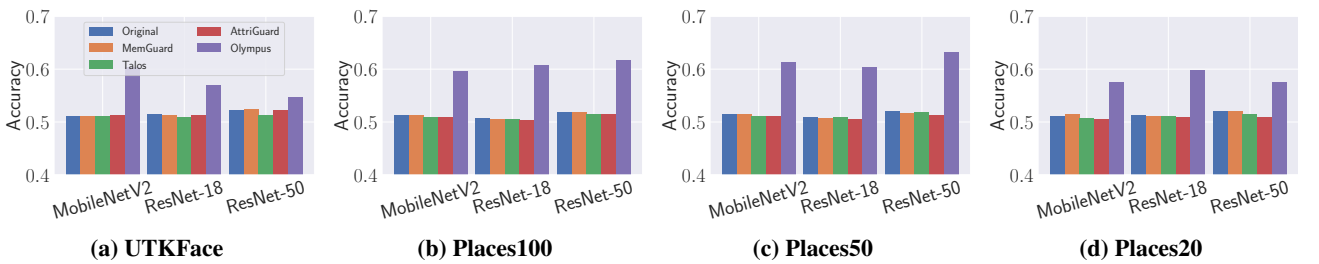 0.7
0.6
0.5
0.4
Accuracy
Original
MemGuard
Talos
AttriGuard
Olympus
MobileNetV2
ResNet-18
ResNet-50
(a) UTKFace
0.7
0.6
0.5
0.4
Accuracy
MobileNetV2
ResNet-18
ResNet-50
(b) Places100
0.7
0.6
0.5
0.4
Accuracy
MobileNetV2
ResNet-18
ResNet-50
(c) Places50
0.7
0.6
0.5
0.4
Accuracy
MobileNetV2
ResNet-18
ResNet-50
(d) Places20